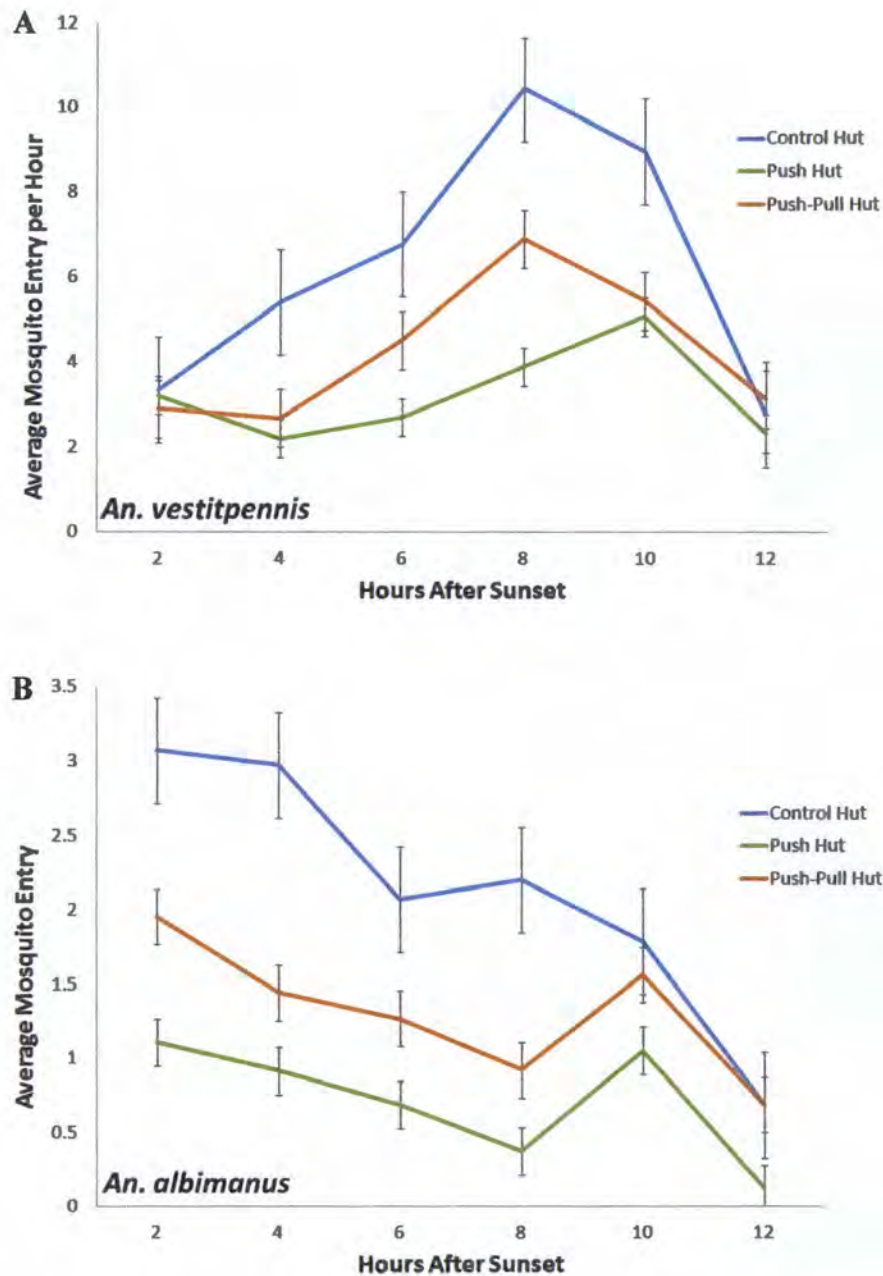 A
12
10
8
6
4
2
0
Average Mosquito Entry per Hour
Control Hut
Push Hut
Push-Pull Hut
An. vestitpennis
2 4 6 8 10 12
Hours After Sunset
B
3.5
3
2.5
2
1.5
1
0.5
0
Average Mosquito Entry
Control Hut
Push Hut
Push-Pull Hut
An. albimanus
2 4 6 8 10 12
Hours After Sunset